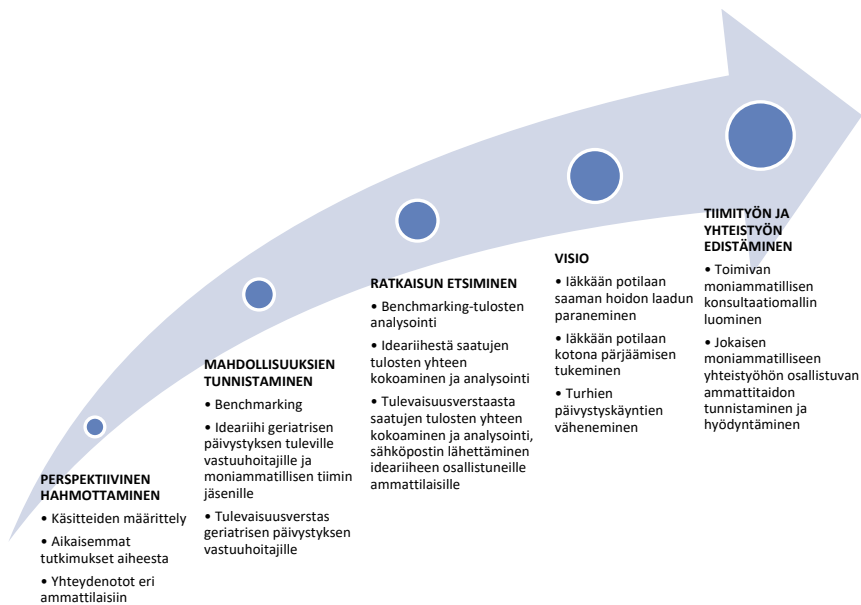 PERSPEKTIIVINEN
HAHMOTTAMINEN
• Käsitteiden määrittely
• Aikaisemmat
tutkimukset aiheesta
• Yhteydenotot eri
ammattilaisiin
MAHDOLLISUUKSIEN
TUNNISTAMINEN
• Benchmarking
• Ideariihi geriatrisen
päivystyksen tuleville
vastuuhoitajille ja
moniammatillisen tiimin
jäsenille
• Tulevaisuusverstas
geriatrisen päivystyksen
vastuuhoitajille
RATKAISUN ETSIMINEN
• Benchmarking-tulosten
analysointi
• Ideariihestä saatujen
tulosten yhteen
kokoaminen ja analysointi
• Tulevaisuusverstaasta
saatujen tulosten yhteen
kokoaminen ja analysointi,
sähköpostin lähettäminen
ideariiheen osallistuneille
ammattilaisille
VISIO
• Iäkkään potilaan
saaman hoidon laadun
paraneminen
• Iäkkään potilaan
kotona pärjäämisen
tukeminen
• Turhien
päivystyskäyntien
väheneminen
TIIMITYÖN JA
YHTEISTYÖN
EDISTÄMINEN
• Toimivan
moniammatillisen
konsultaatiomallin
luominen
• Jokaisen
moniammatilliseen
yhteistyöhön osallistuvan
ammattitaidon
tunnistaminen ja
hyödyntäminen